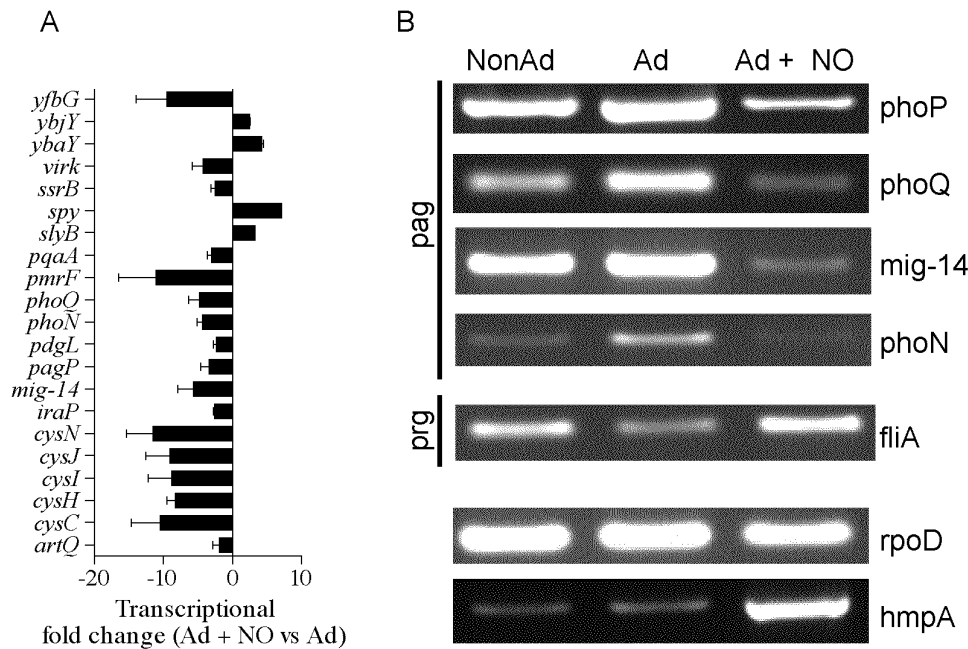 A
yfbG
ybjY
ybaY
virk
ssrB
spy
slyB
pqaA
pmrF
phoQ
phoN
pdgL
pagP
mig-14
iraP
cysN
cysJ
cysI
cysH
cysC
artQ
-20 -10 0 10
Transcriptional
fold change (Ad + NO vs Ad)
B
NonAd Ad Ad + NO
pag
phoP
phoQ
mig-14
phoN
prg
fliA
rpoD
hmpA